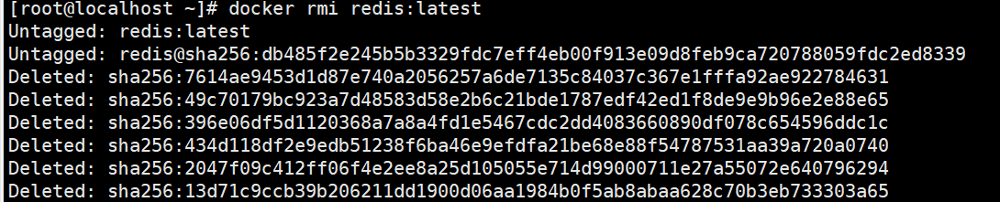 [root@localhost ~]# docker rmi redis:latest
Untagged: redis:latest
Untagged: redis@sha256:db485f2e245b5b3329fdc7eff4eb00f913e09d8feb9ca720788059fdc2ed8339
Deleted: sha256:7614ae9453d1d87e740a2056257a6de7135c84037c367e1fffa92ae922784631
Deleted: sha256:49c70179bc923a7d48583d58e2b6c21bde1787edf42ed1f8de9e9b96e2e88e65
Deleted: sha256:396e06df5d1120368a7a8a4fd1e5467cdc2dd4083660890df078c654596ddc1c
Deleted: sha256:434d118df2e9edb51238f6ba46e9efdfa21be68e88f54787531aa39a720a0740
Deleted: sha256:2047f09c412ff06f4e2ee8a25d105055e714d99000711e27a55072e640796294
Deleted: sha256:13d71c9ccb39b206211dd1900d06aa1984b0f5ab8abaa628c70b3eb733303a65